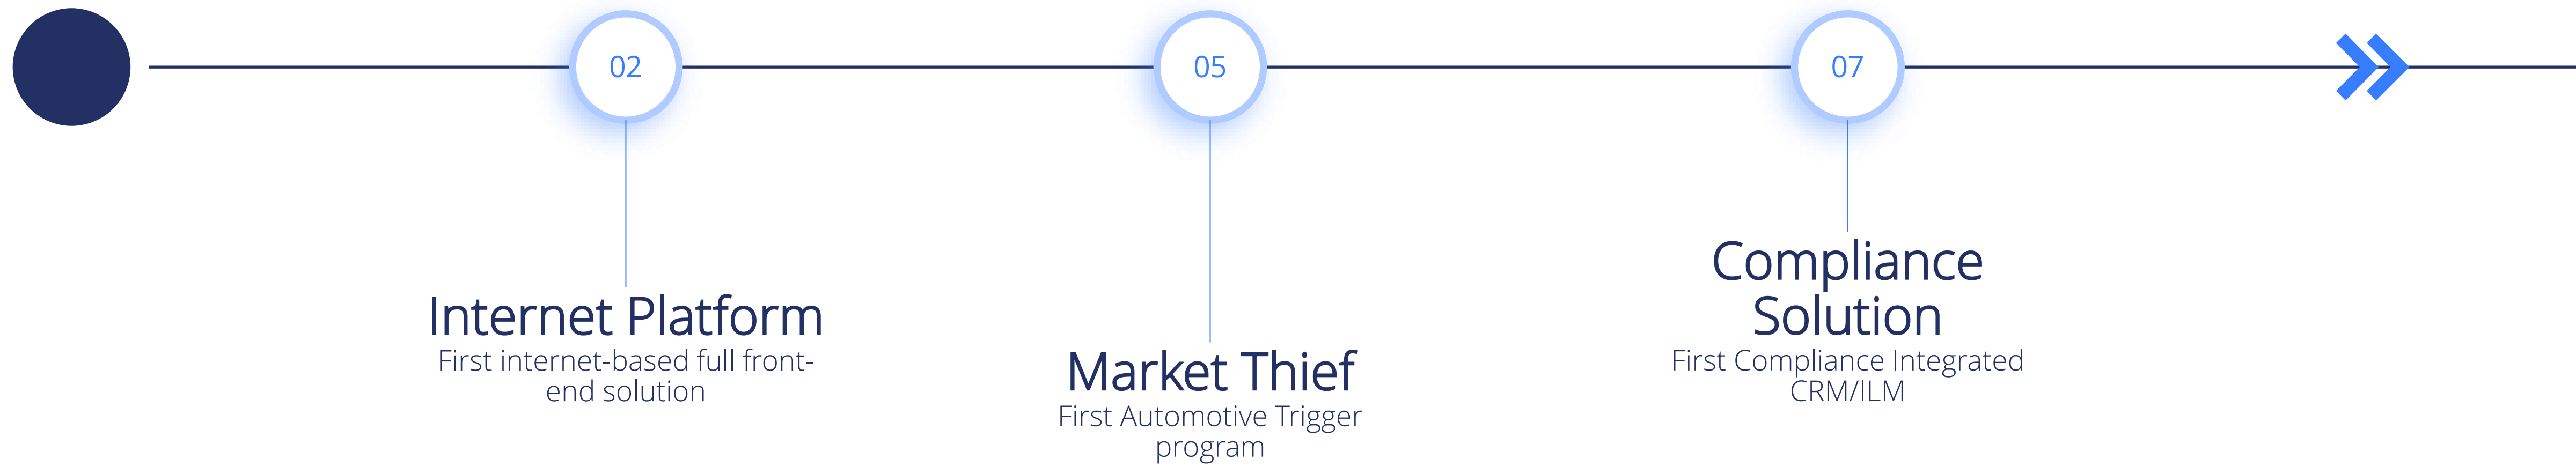 02
Internet Platform
First internet-based full front-
end solution
05
Market Thief
First Automotive Trigger
program
07
Compliance
Solution
First Compliance Integrated
CRM/ILM